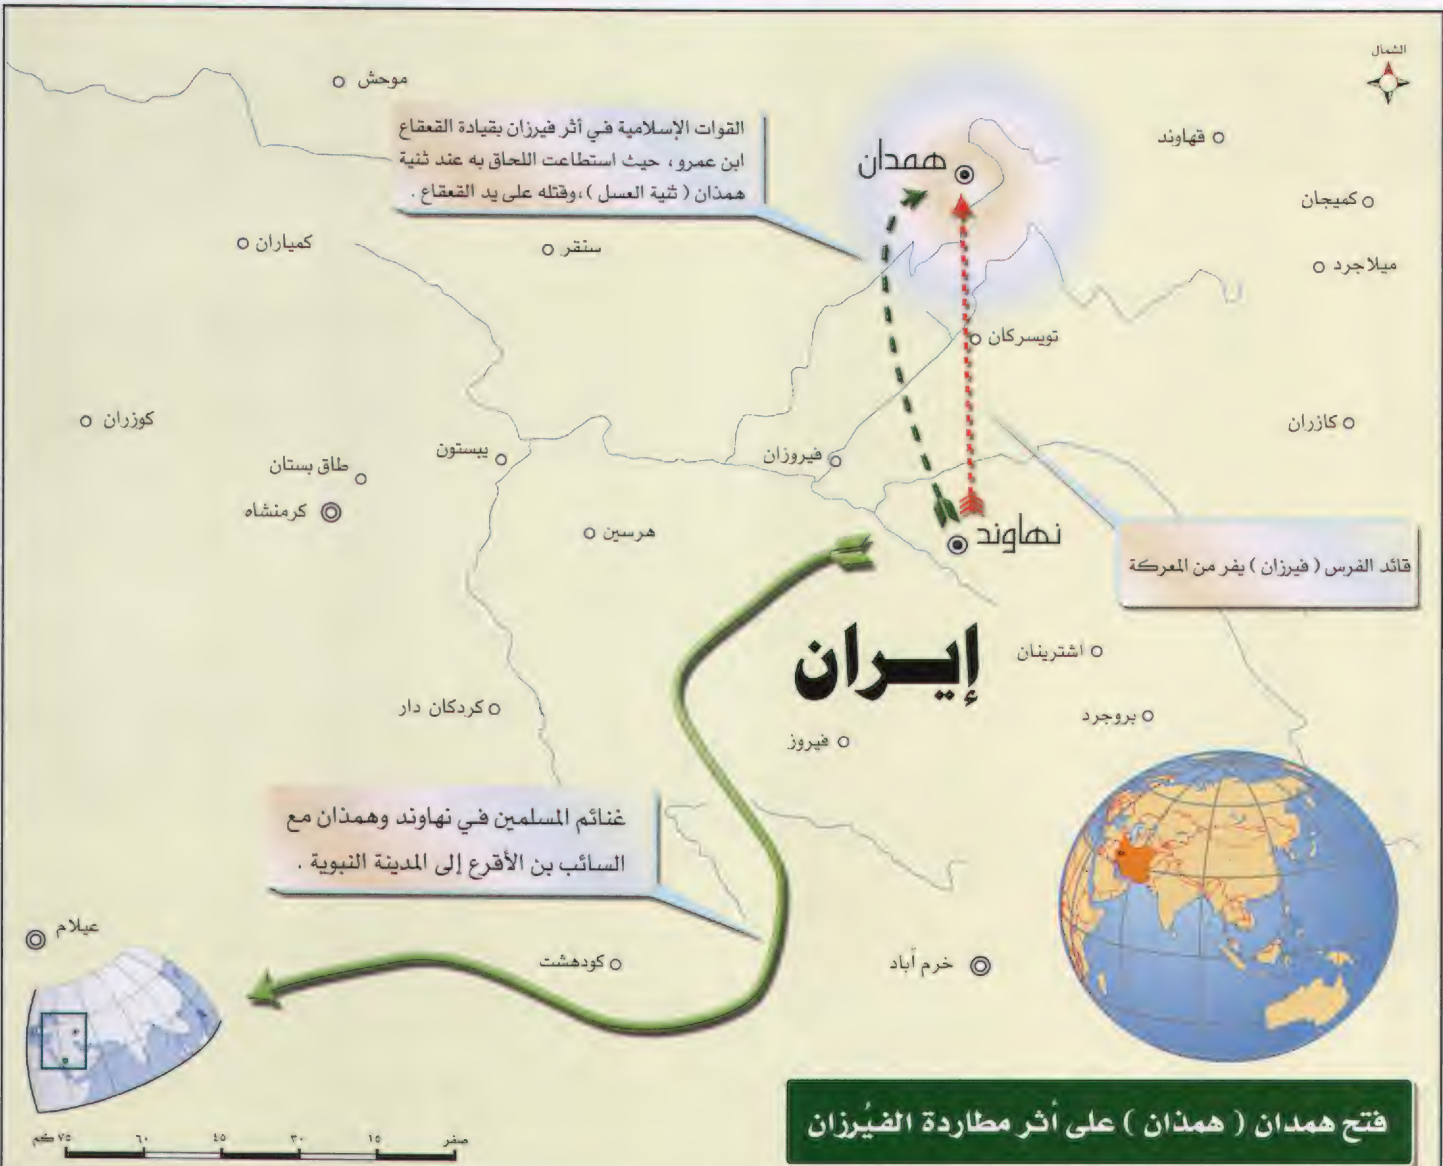 الشمال
موحش
القوات الإسلامية في أثر فيرزان بقيادة القعقاع
ابن عمرو، حيث استطاعت اللحاق به عند ثنية
همذان ( ثنية العسل )، وقتله على يد القعقاع .
همدان
قهاوند
كميجان
ميلاجرد
كمياران
سنقر
تويسركان
كوزران
كازران
بيستون
طاق بستان
فيروزان
كرمنشاه
هرسين
نهاوند
قائد الفرس ( فيرزان ) يفر من المعركة
إيران
اشترينان
كردكان دار
بروجرد
فيروز
غنائم المسلمين في نهاوند وهمذان مع
السائب بن الأقرع إلى المدينة النبوية .
عيلام
كودهشت
خرم آباد
فتح همدان ( همذان ) على أثر مطاردة الفيُرزان
صفر ١٥ ٣٠ ٤٥ ٦٠ ٧٥ كم